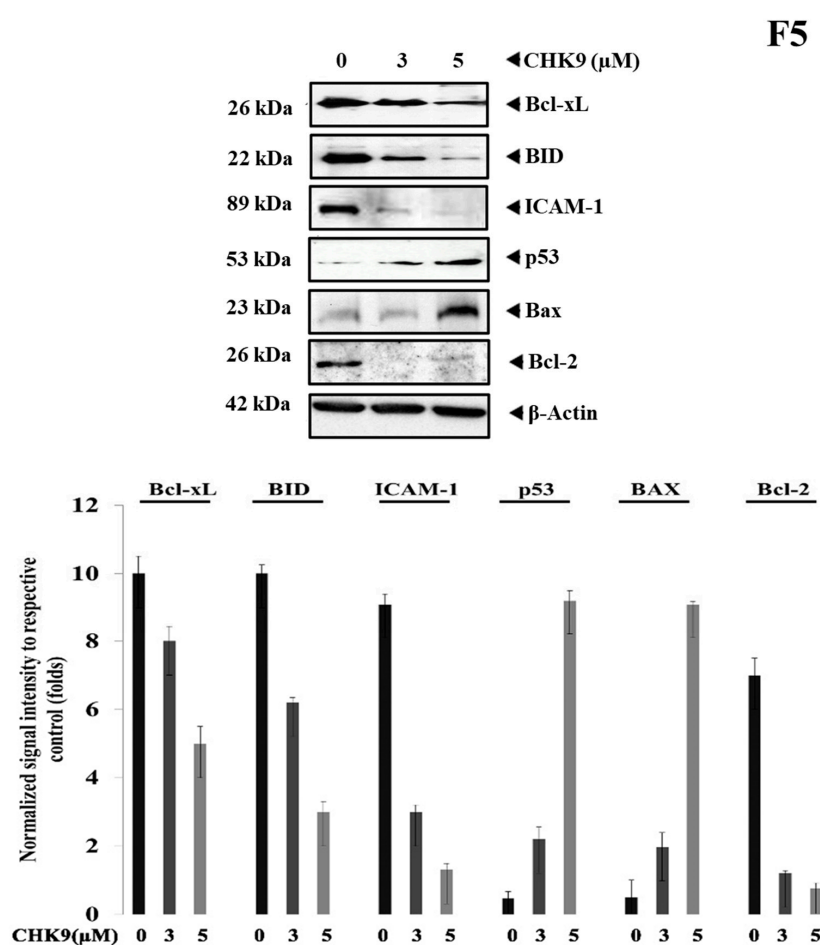 F5
0 3 5 CHK9 (μM)
26 kDa Bcl-xL
22 kDa BID
89 kDa ICAM-1
53 kDa p53
23 kDa Bax
26 kDa Bcl-2
42 kDa β-Actin
Bcl-xL BID ICAM-1 p53 BAX Bcl-2
Normalized signal intensity to respective
control (folds)
12
10
8
6
4
2
0
CHK9(μM) 0 3 5 0 3 5 0 3 5 0 3 5 0 3 5 0 3 5